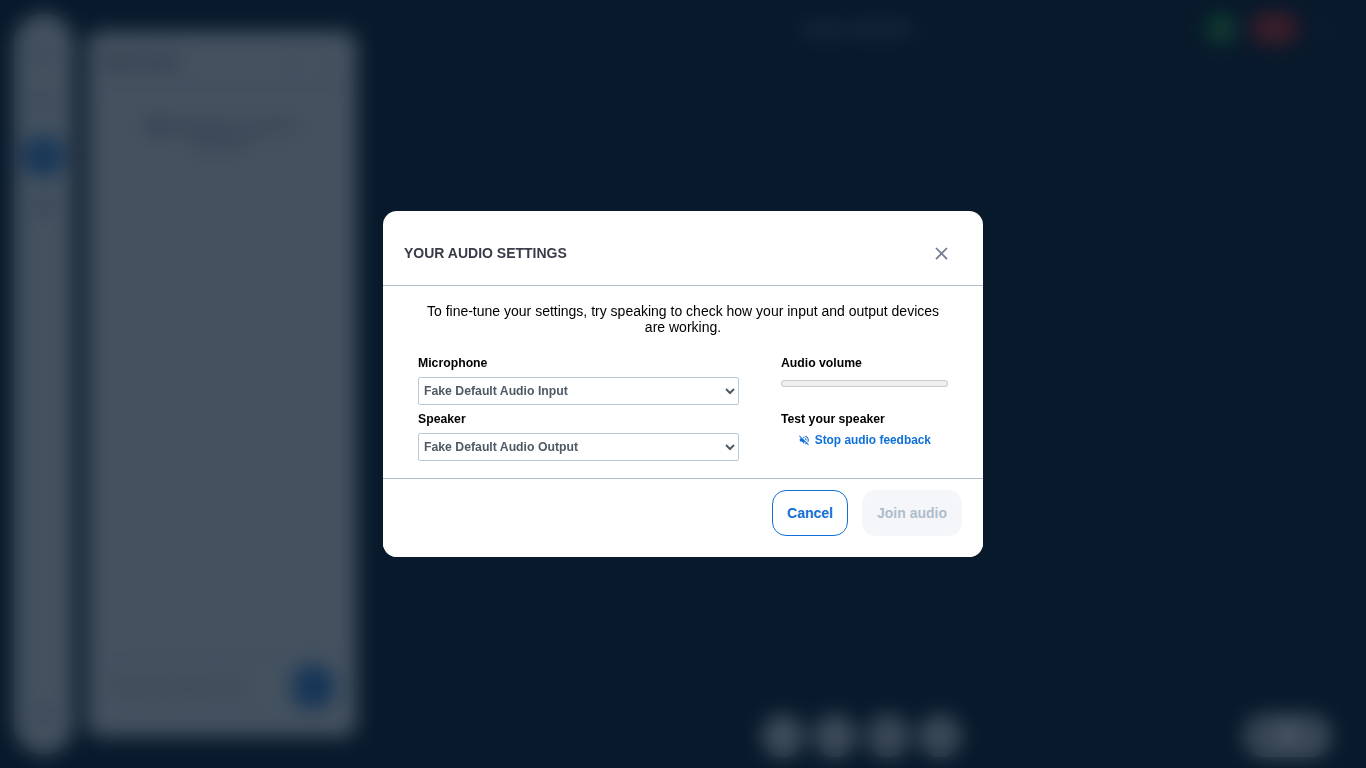 YOUR AUDIO SETTINGS
To fine-tune your settings, try speaking to check how your input and output devices
are working.
Microphone
Audio volume
Fake Default Audio Input
Speaker
Test your speaker
Fake Default Audio Output
Stop audio feedback
Cancel
Join audio